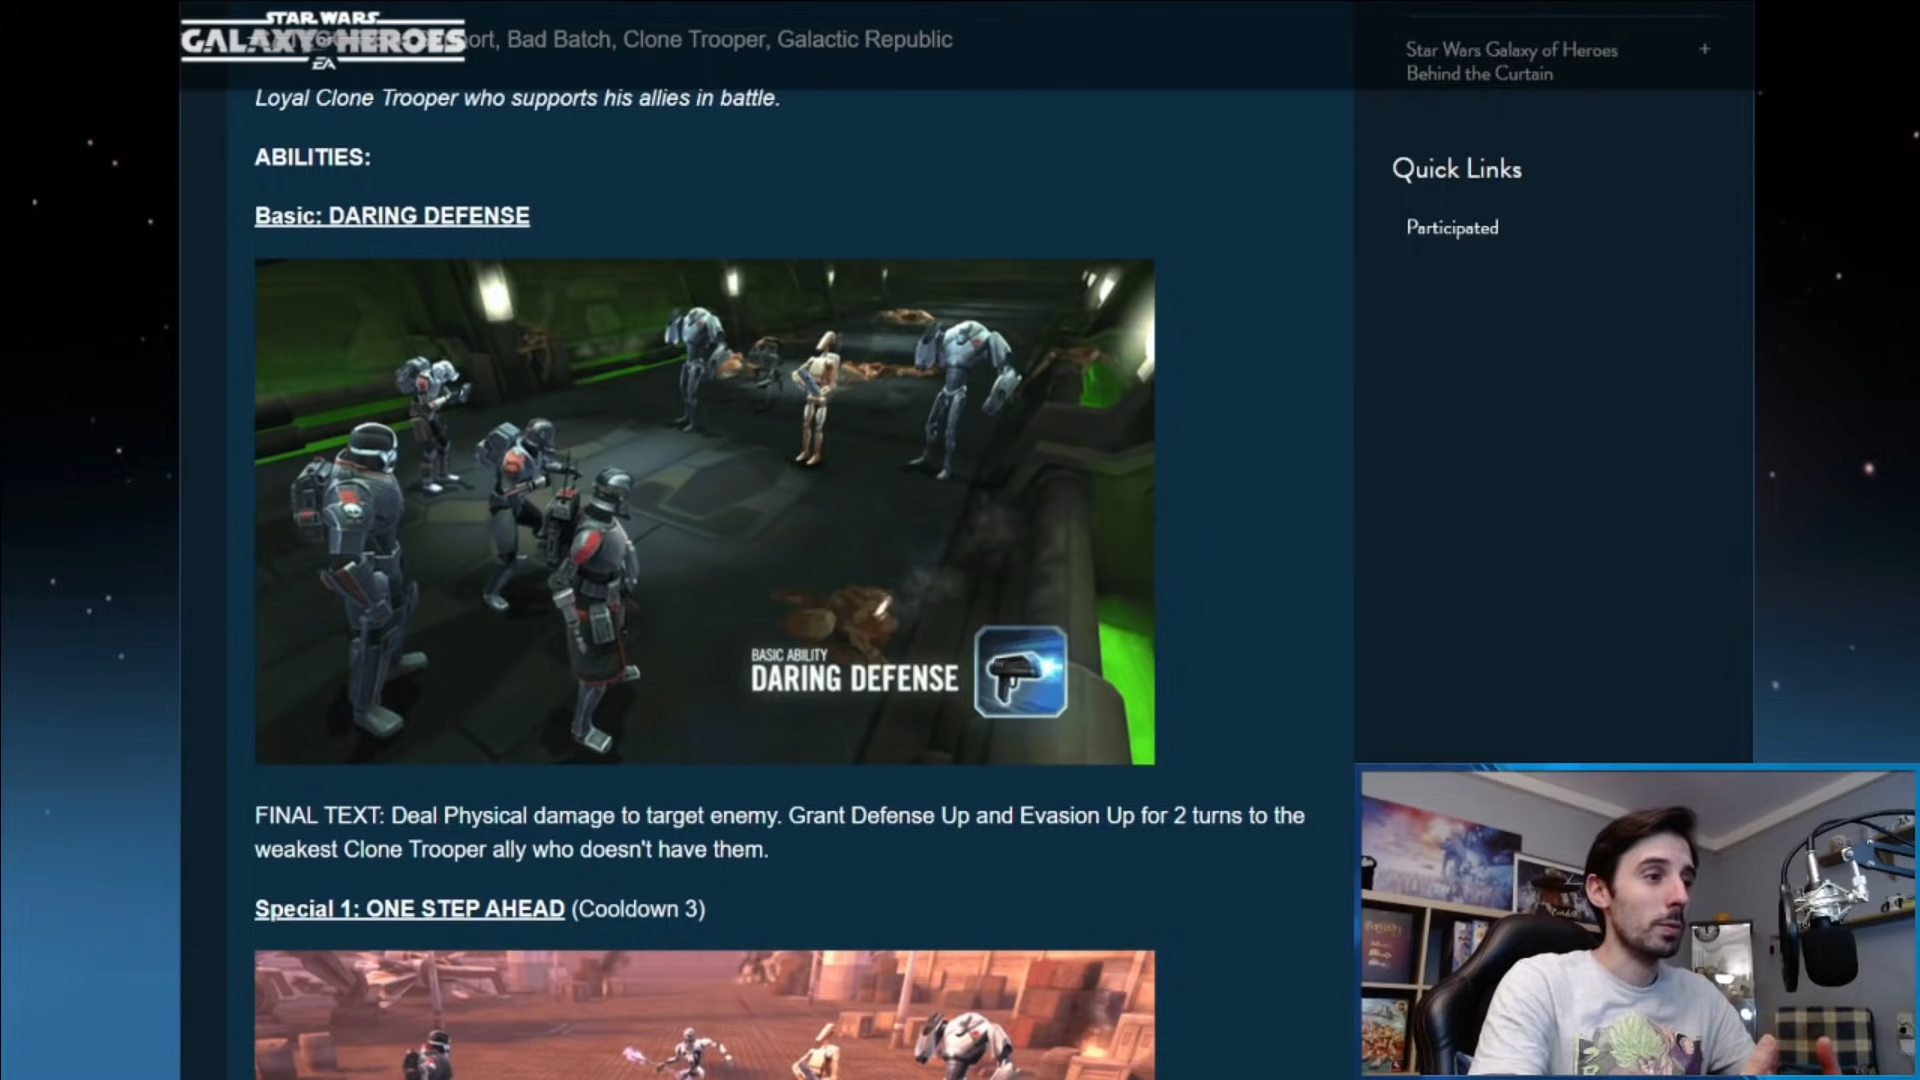 STAR WARS
GALAXY OF HEROES
EA
ort, Bad Batch, Clone Trooper, Galactic Republic
Loyal Clone Trooper who supports his allies in battle.
ABILITIES:
Basic: DARING DEFENSE
BASIC ABILITY
DARING DEFENSE
FINAL TEXT: Deal Physical damage to target enemy. Grant Defense Up and Evasion Up for 2 turns to the
weakest Clone Trooper ally who doesn't have them.
Special 1: ONE STEP AHEAD (Cooldown 3)
Star Wars Galaxy of Heroes
Behind the Curtain
+
Quick Links
Participated